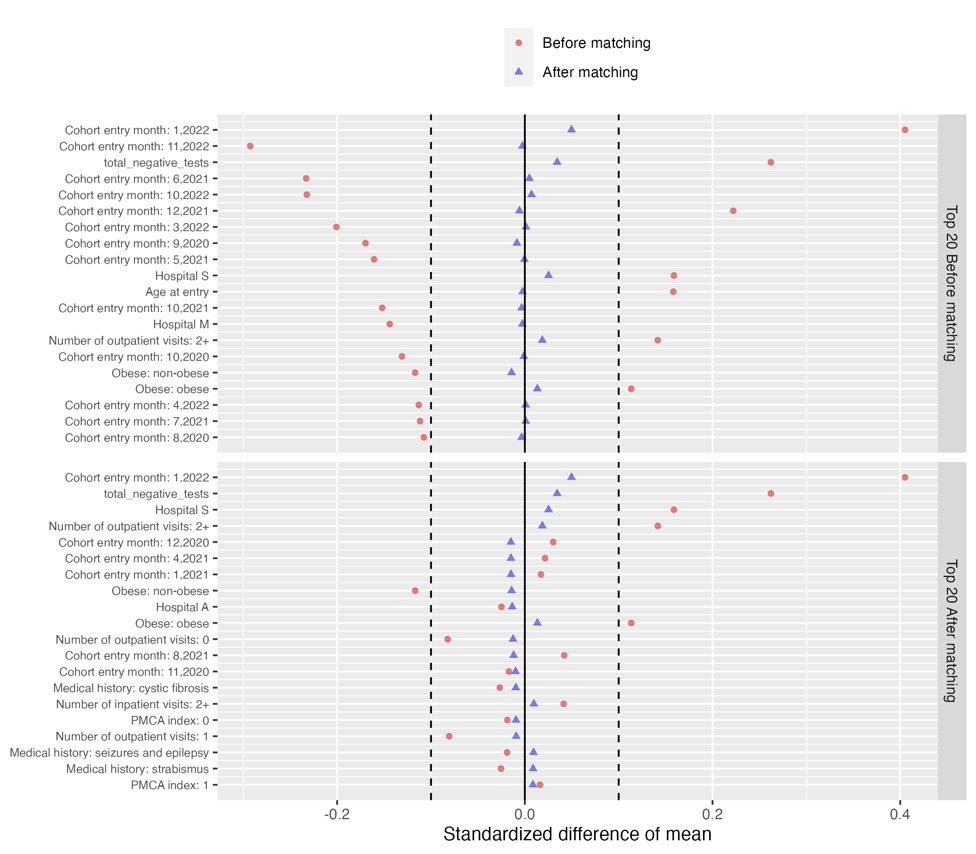 Before matching
After matching
Cohort entry month: 1,2022
Cohort entry month: 11,2022
total_negative_tests
Cohort entry month: 6,2021
Cohort entry month: 10,2022
Cohort entry month: 12,2021
Cohort entry month: 3,2022
Cohort entry month: 9,2020
Cohort entry month: 5,2021
Hospital S
Age at entry
Cohort entry month: 10,2021
Hospital M
Number of outpatient visits: 2+
Cohort entry month: 10,2020
Obese: non-obese
Obese: obese
Cohort entry month: 4,2022
Cohort entry month: 7,2021
Cohort entry month: 8,2020
Top 20 Before matching
Cohort entry month: 1,2022
total_negative_tests
Hospital S
Number of outpatient visits: 2+
Cohort entry month: 12,2020
Cohort entry month: 4,2021
Cohort entry month: 1,2021
Obese: non-obese
Hospital A
Obese: obese
Number of outpatient visits: 0
Cohort entry month: 8,2021
Cohort entry month: 11,2020
Medical history: cystic fibrosis
Number of inpatient visits: 2+
PMCA index: 0
Number of outpatient visits: 1
Medical history: seizures and epilepsy
Medical history: strabismus
PMCA index: 1
Top 20 After matching
-0.2 0.0 0.2 0.4
Standardized difference of mean